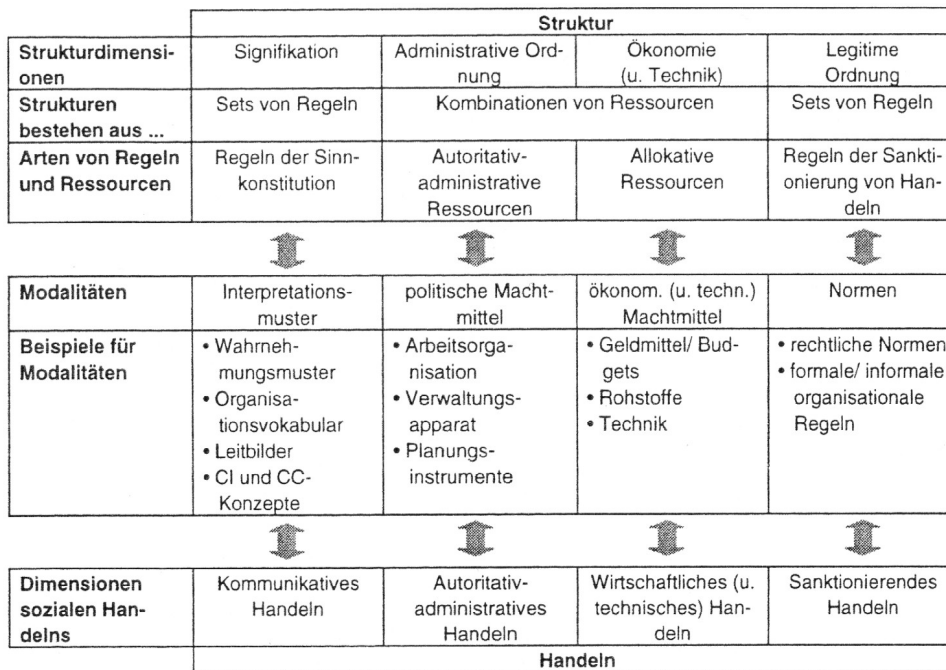 Struktur
Strukturdimensi-
onen
Signifikation
Administrative Ord-
nung
Ökonomie
(u. Technik)
Legitime
Ordnung
Strukturen
bestehen aus ...
Sets von Regeln
Kombinationen von Ressourcen
Sets von Regeln
Arten von Regeln
und Ressourcen
Regeln der Sinn-
konstitution
Autoritativ-
administrative
Ressourcen
Allokative
Ressourcen
Regeln der Sankti-
onierung von Han-
deln
Modalitäten
Interpretations-
muster
politische Macht-
mittel
ökonom. (u. techn.)
Machtmittel
Normen
Beispiele für
Modalitäten
• Wahrneh-
mungsmuster
• Organisa-
tionsvokabular
• Leitbilder
• CI und CC-
Konzepte
• Arbeitsorga-
nisation
• Verwaltungs-
apparat
• Planungs-
instrumente
• Geldmittel/ Bud-
gets
• Rohstoffe
• Technik
• rechtliche Normen
• formale/ informale
organisationale
Regeln
Dimensionen
sozialen Han-
delns
Kommunikatives
Handeln
Autoritativ-
administratives
Handeln
Wirtschaftliches (u.
technisches) Han-
deln
Sanktionierendes
Handeln
Handeln